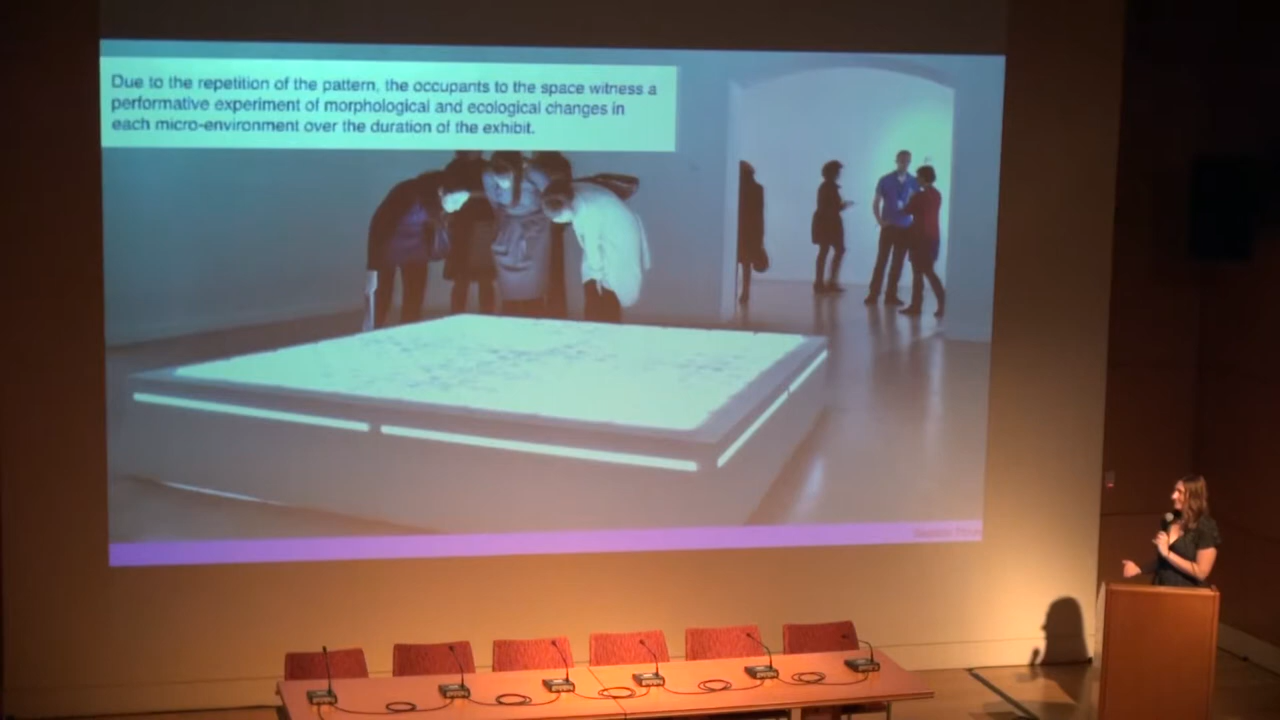 Due to the repetition of the pattern, the occupants to the space witness a
performative experiment of morphological and ecological changes in
each micro-environment over the duration of the exhibit.